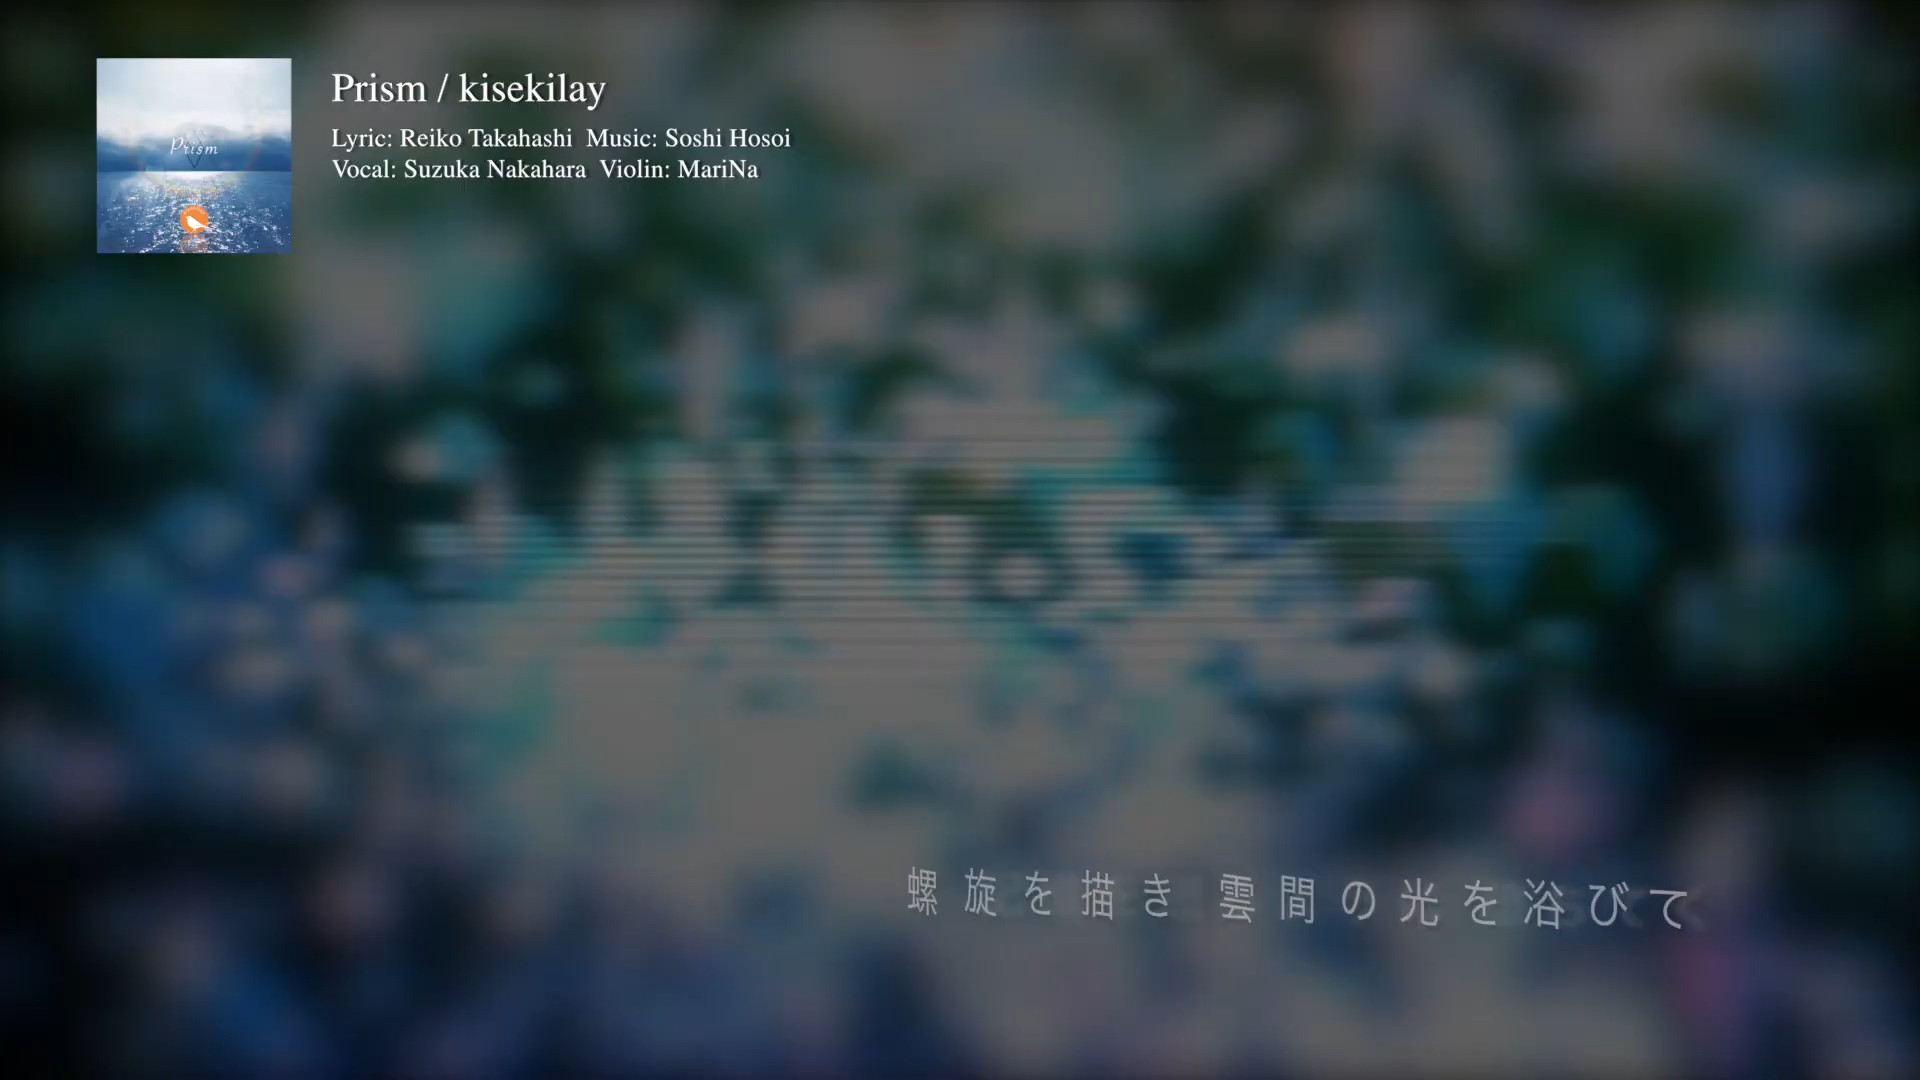 Prism
Prism / kisekilay
Lyric: Reiko Takahashi Music: Soshi Hosoi
Vocal: Suzuka Nakahara Violin: MariNa
螺旋を描き 雲間の光を浴びて